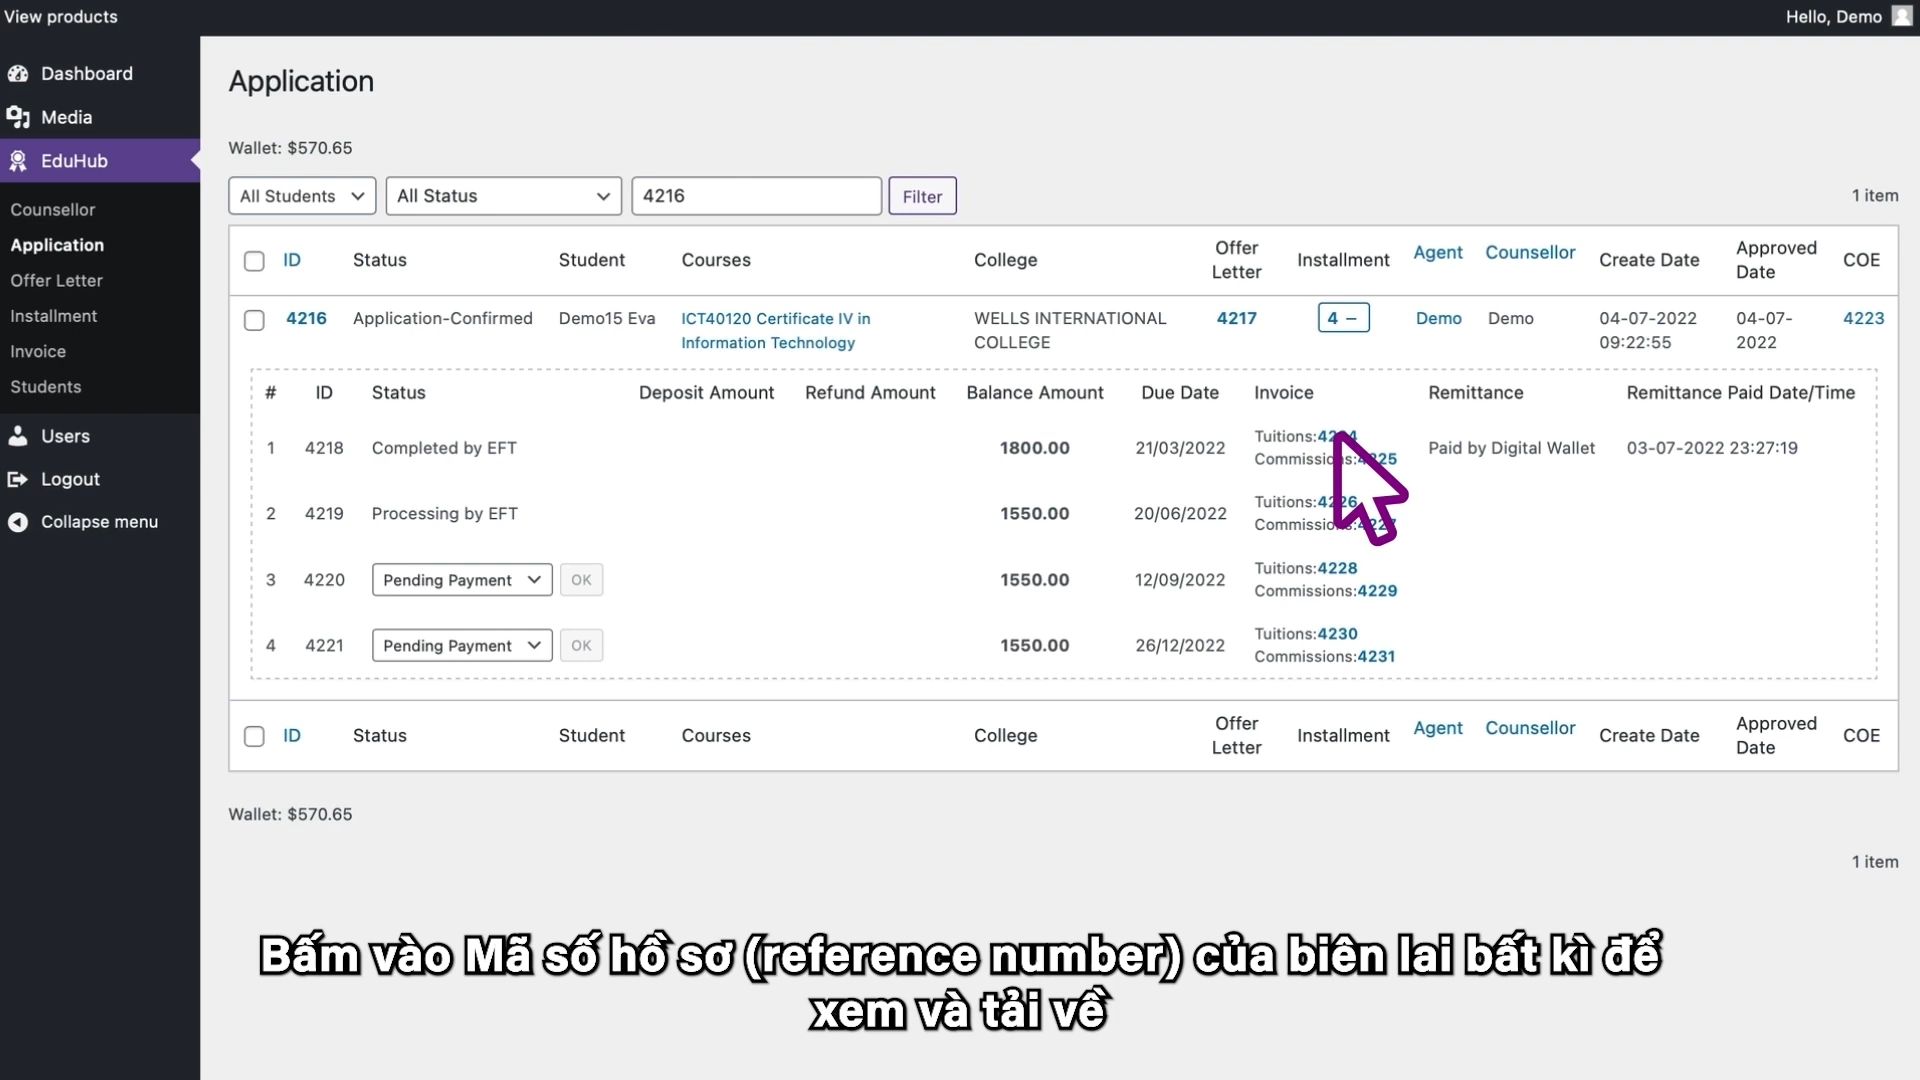 View products
Hello, Demo
Dashboard
Media
EduHub
Counsellor
Application
Offer Letter
Installment
Invoice
Students
Users
Logout
Collapse menu
Application
Wallet: $570.65
All Students
All Status
4216
Filter
1 item
ID Status Student Courses College Offer Letter Installment Agent Counsellor Create Date Approved Date COE
4216 Application-Confirmed Demo15 Eva ICT40120 Certificate IV in WELLS INTERNATIONAL 4217 4 – Demo Demo 04-07-2022 04-07- 4223
Information Technology COLLEGE 09:22:55 2022
# ID Status Deposit Amount Refund Amount Balance Amount Due Date Invoice Remittance Remittance Paid Date/Time
Tuitions:
1 4218 Completed by EFT 1800.00 21/03/2022 Paid by Digital Wallet 03-07-2022 23:27:19
Commissions:4225
Tuitions:4226
2 4219 Processing by EFT 1550.00 20/06/2022
Commissions:4227
Tuitions:4228
3 4220 Pending Payment OK 1550.00 12/09/2022
Commissions:4229
Tuitions:4230
4 4221 Pending Payment OK 1550.00 26/12/2022
Commissions:4231
ID Status Student Courses College Offer Letter Installment Agent Counsellor Create Date Approved Date COE
Wallet: $570.65
1 item
Bấm vào Mã số hồ sơ (reference number) của biên lai bất kì để
xem và tải về